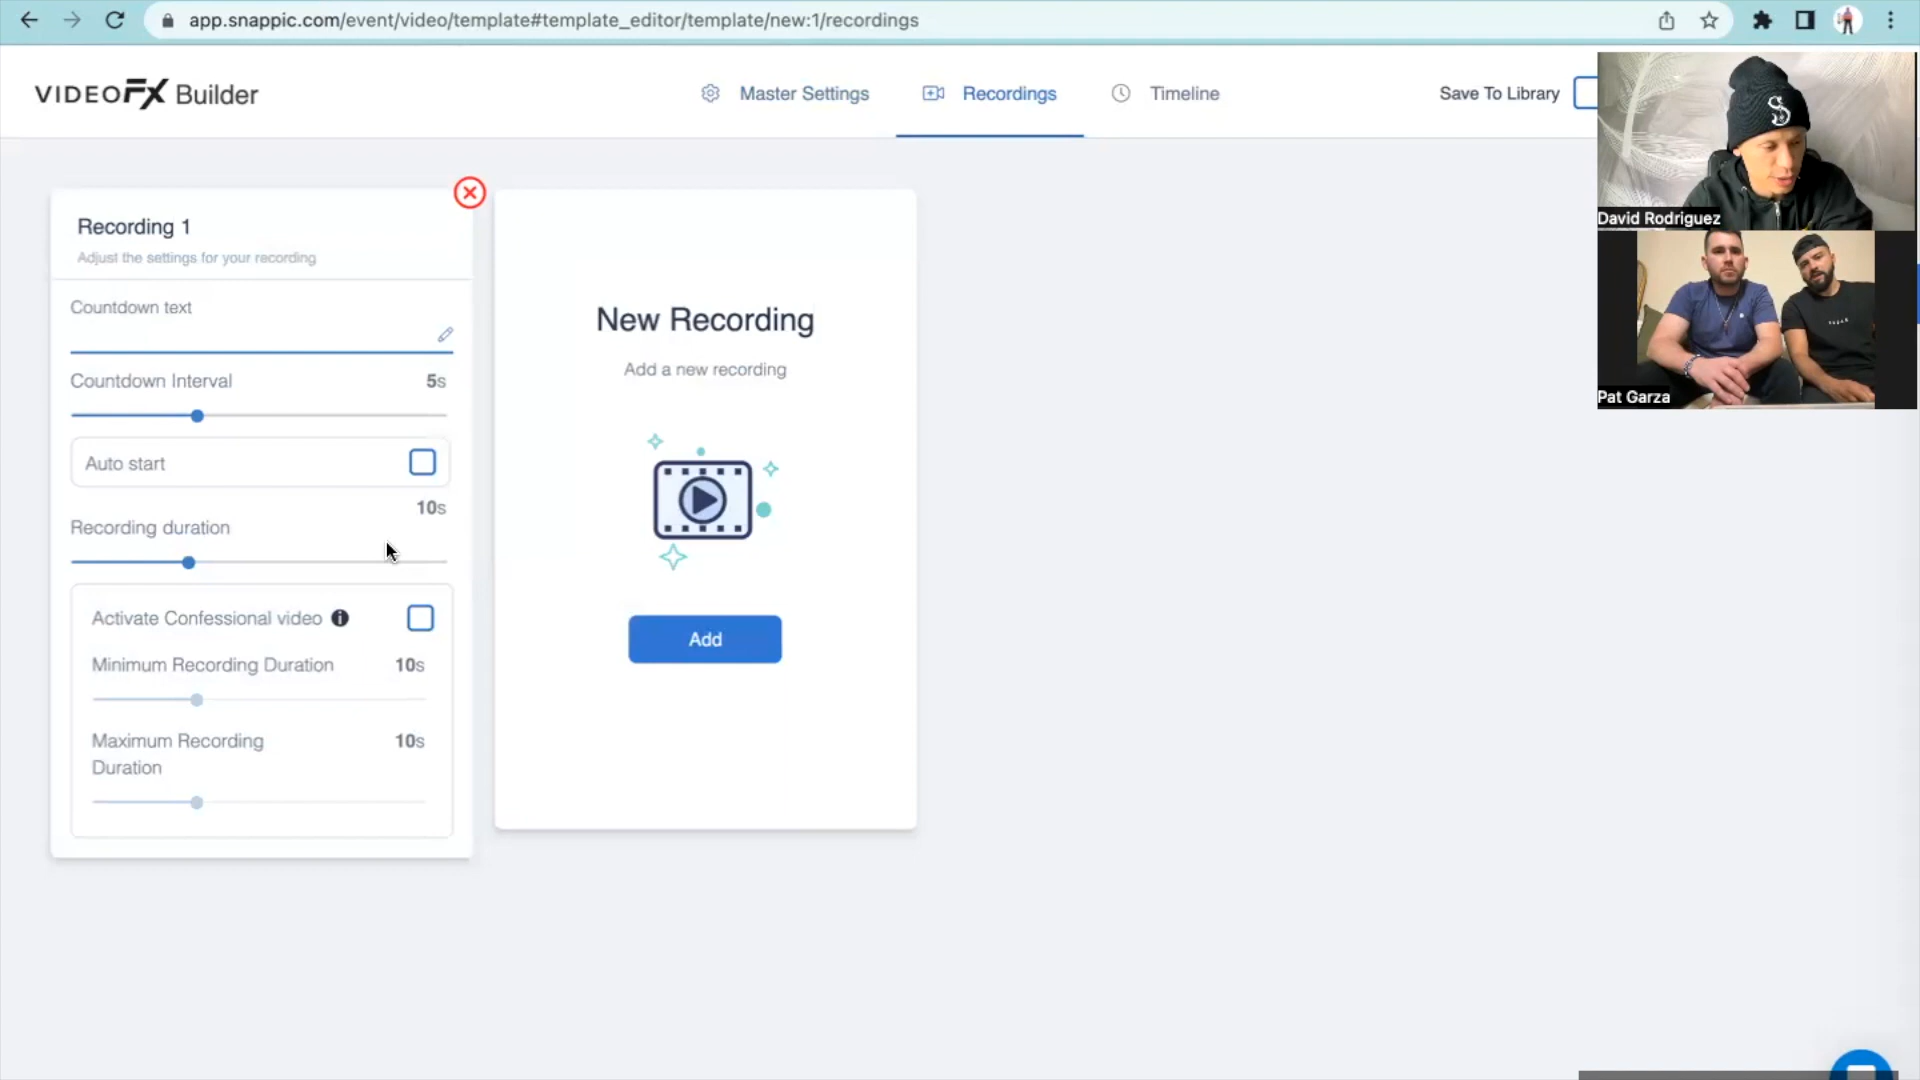 app.snappic.com/event/video/template#template_editor/template/new:1/recordings
VIDEOFX Builder
Master Settings
Recordings
Timeline
Save To Library
David Rodriguez
Pat Garza
Recording 1
Adjust the settings for your recording
Countdown text
Countdown Interval 5s
Auto start
10s
Recording duration
Activate Confessional video
Minimum Recording Duration 10s
Maximum Recording 10s
Duration
New Recording
Add a new recording
Add